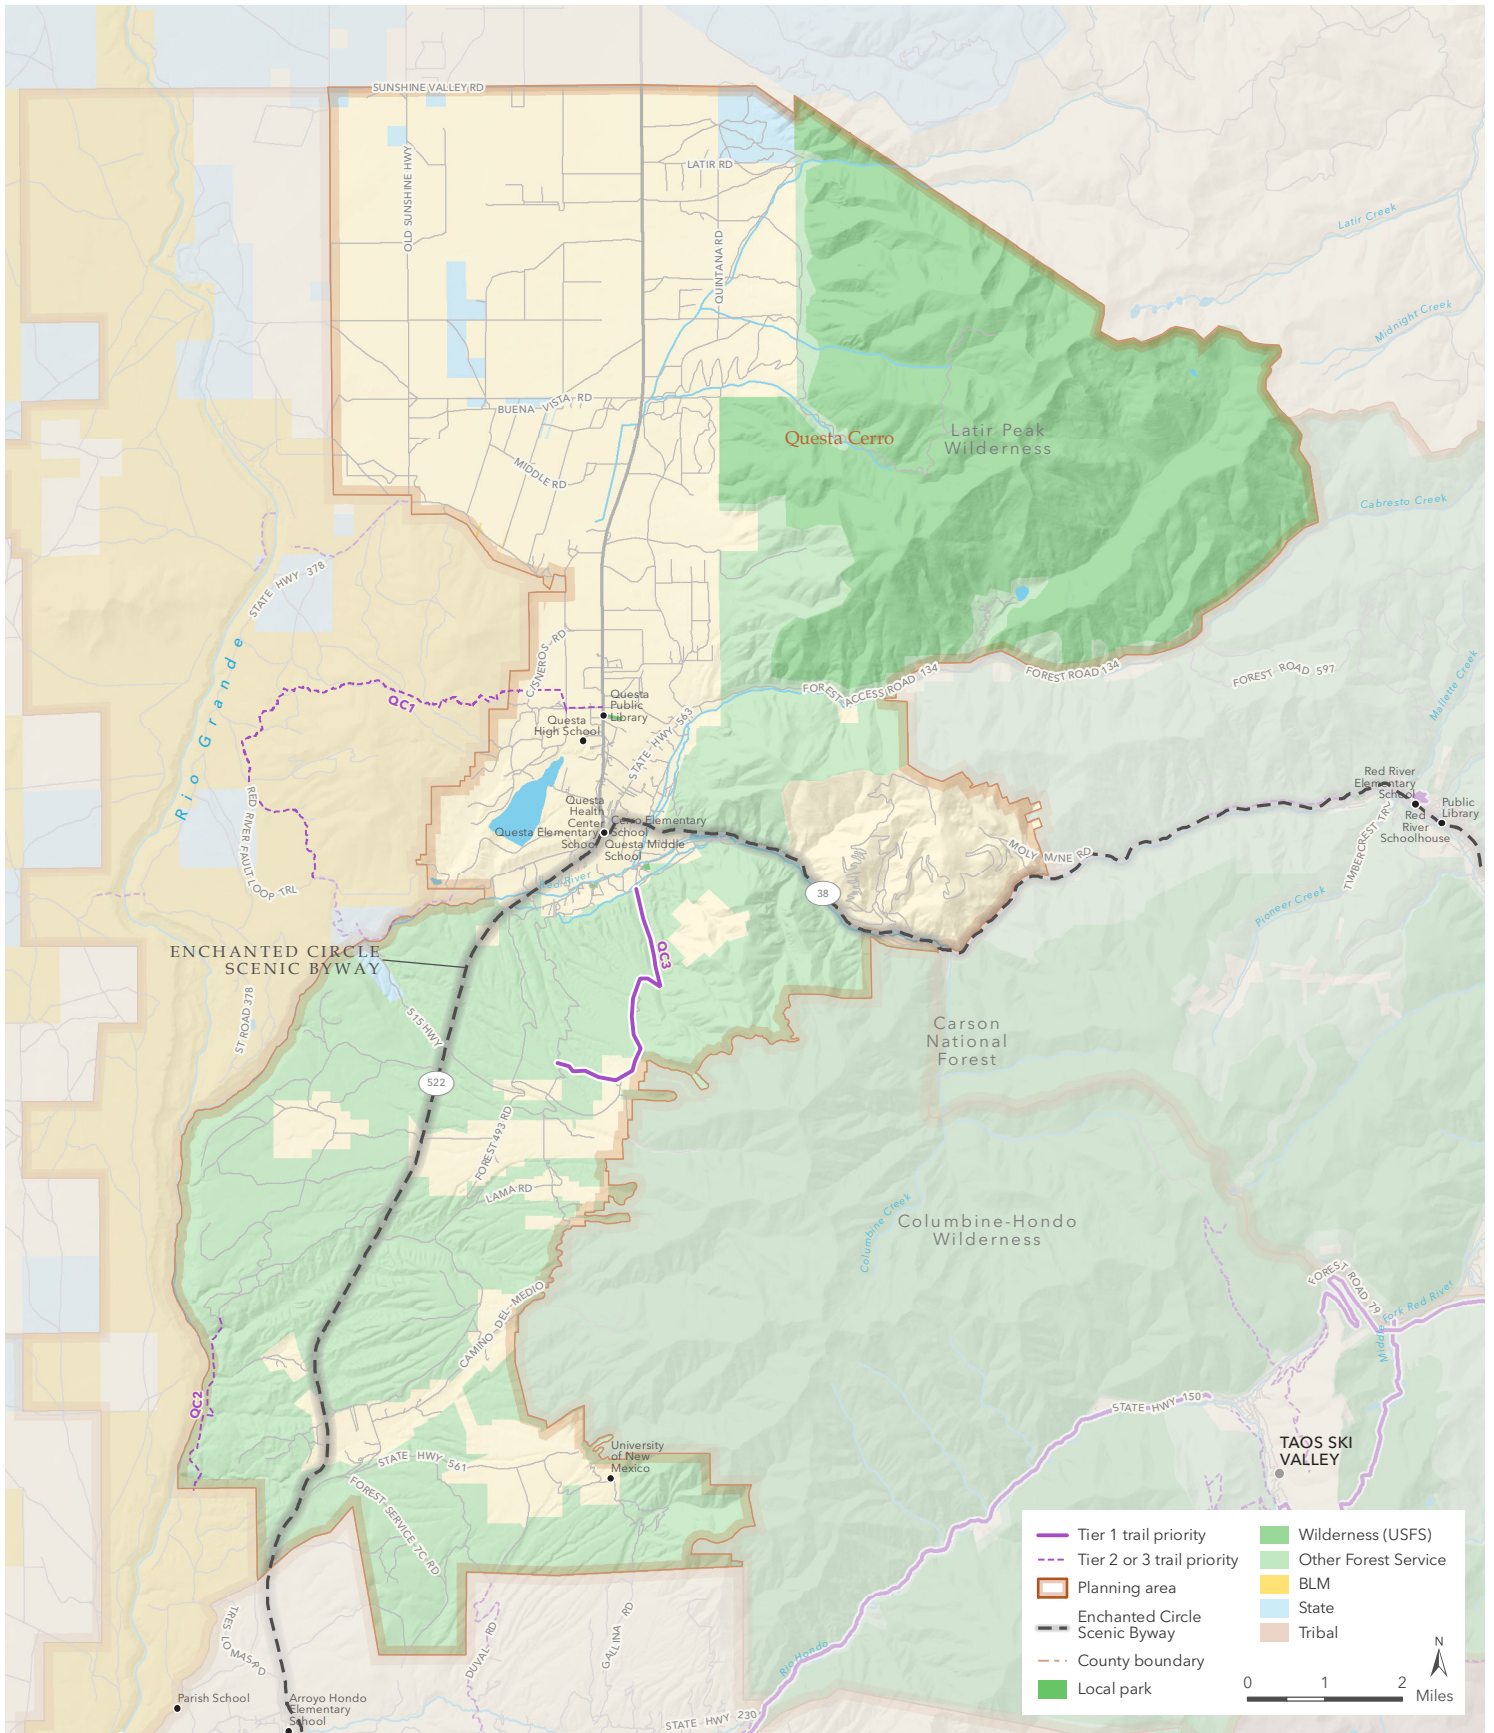 SUNSHINE VALLEY RD
OLD SUNSHINE HWY
LATIR RD
QUINTANA RD
Latir Creek
Midnight Creek
BUENA VISTA RD
MIDDLE RD
Questa Cerro
Latir Peak
Wilderness
Cabresto Creek
STATE HWY 378
Rio Grande
CISNEROS RD
QC1
Questa
Public
Library
Questa
High School
STATE HWY 563
FOREST ACCESS ROAD 134
FOREST ROAD 134
FOREST ROAD 597
Mallette Creek
RED RIVER FAULT LOOP TRL
Questa
Health
Center
Questa Elementary
School
Cerro Elementary
School
Questa Middle
School
Red River
38
MOLY MINE RD
Red River
Elementary
School
Public
Library
Red
River
Schoolhouse
TIMBERCREST TRL
Pioneer Creek
ENCHANTED CIRCLE
SCENIC BYWAY
QC3
ST ROAD 378
515 HWY
522
Carson
National
Forest
FOREST 493 RD
LAMA RD
Columbine Creek
Columbine-Hondo
Wilderness
CAMINO DEL MEDIO
FOREST ROAD 79
Middle Fork Red River
QC2
STATE HWY 150
TAOS SKI
VALLEY
STATE HWY 561
University
of New
Mexico
FOREST SERVICE 7C RD
TRES LOMAS RD
DUVAL RD
GALLINA RD
Rio Hondo
Parish School
Arroyo Hondo
Elementary
School
STATE HWY 230
Tier 1 trail priority
Tier 2 or 3 trail priority
Planning area
Enchanted Circle
Scenic Byway
County boundary
Local park
Wilderness (USFS)
Other Forest Service
BLM
State
Tribal
N
0 1 2
Miles